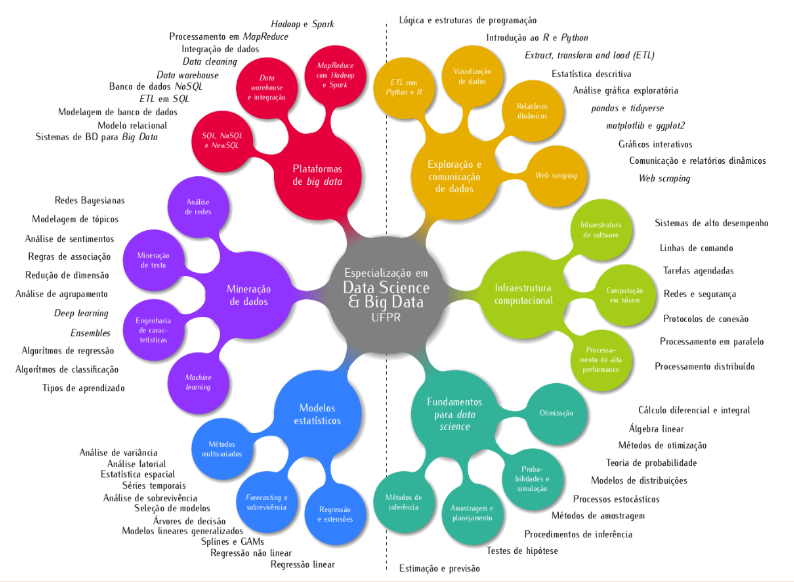 Hadoop e Spark
Processamento em MapReduce
Integração de dados
Data cleaning
Data warehouse
Banco de dados NoSQL
ETL em SQL
Modelagem de banco de dados
Modelo relacional
Sistemas de BD para Big Data
Lógica e estruturas de programação
Introdução ao R e Python
Extract, transform and load (ETL)
Estatística descritiva
Análise gráfica exploratória
pandas e tidyverse
matplotlib e ggplot2
Gráficos interativos
Comunicação e relatórios dinâmicos
Web scraping
MapReduce
com Hadoop
e Spark
Data
warehouse
e integração
SQL, NoSQL
e NewSQL
Plataformas
de big data
ETL com
Python e R
Vizualização
de dados
Relatórios
dinâmicos
Web scraping
Exploração e
comunicação
de dados
Redes Bayesianas
Modelagem de tópicos
Análise de sentimentos
Regras de associação
Redução de dimensão
Análise de agrupamento
Deep learning
Ensembles
Algorítmos de regressão
Algorítmos de classificação
Tipos de aprendizado
Análise
de redes
Mineração
de texto
Engenharia
de carac-
tetísticas
Machine
learning
Mineração
de dados
Especialização em
Data Science
& Big Data
UFPR
Infraestrutura
computacional
Infraestrutura
de software
Computação
em núvem
Processa-
mento de alta
performance
Sistemas de alto desempenho
Linhas de comando
Tarefas agendadas
Redes e segurança
Protocolos de conexão
Processamento em paralelo
Processamento distribuído
Modelos
estatísticos
Métodos
multivariados
Forecasting e
sobrevivência
Regressão
e extensões
Análise de variância
Análise fatorial
Estatística espacial
Séries temporais
Análise de sobrevivência
Seleção de modelos
Árvores de decisão
Modelos lineares generalizados
Splines e GAMs
Regressão não linear
Regressão linear
Fundamentos
para data
science
Otimização
Proba-
bilidades e
simulação
Amostragem e
planejamento
Métodos de
inferência
Cálculo diferencial e integral
Álgebra linear
Métodos de otimização
Teoria de probabilidade
Modelos de distribuições
Processos estocásticos
Métodos de amostragem
Procedimentos de inferência
Testes de hipótese
Estimação e previsão